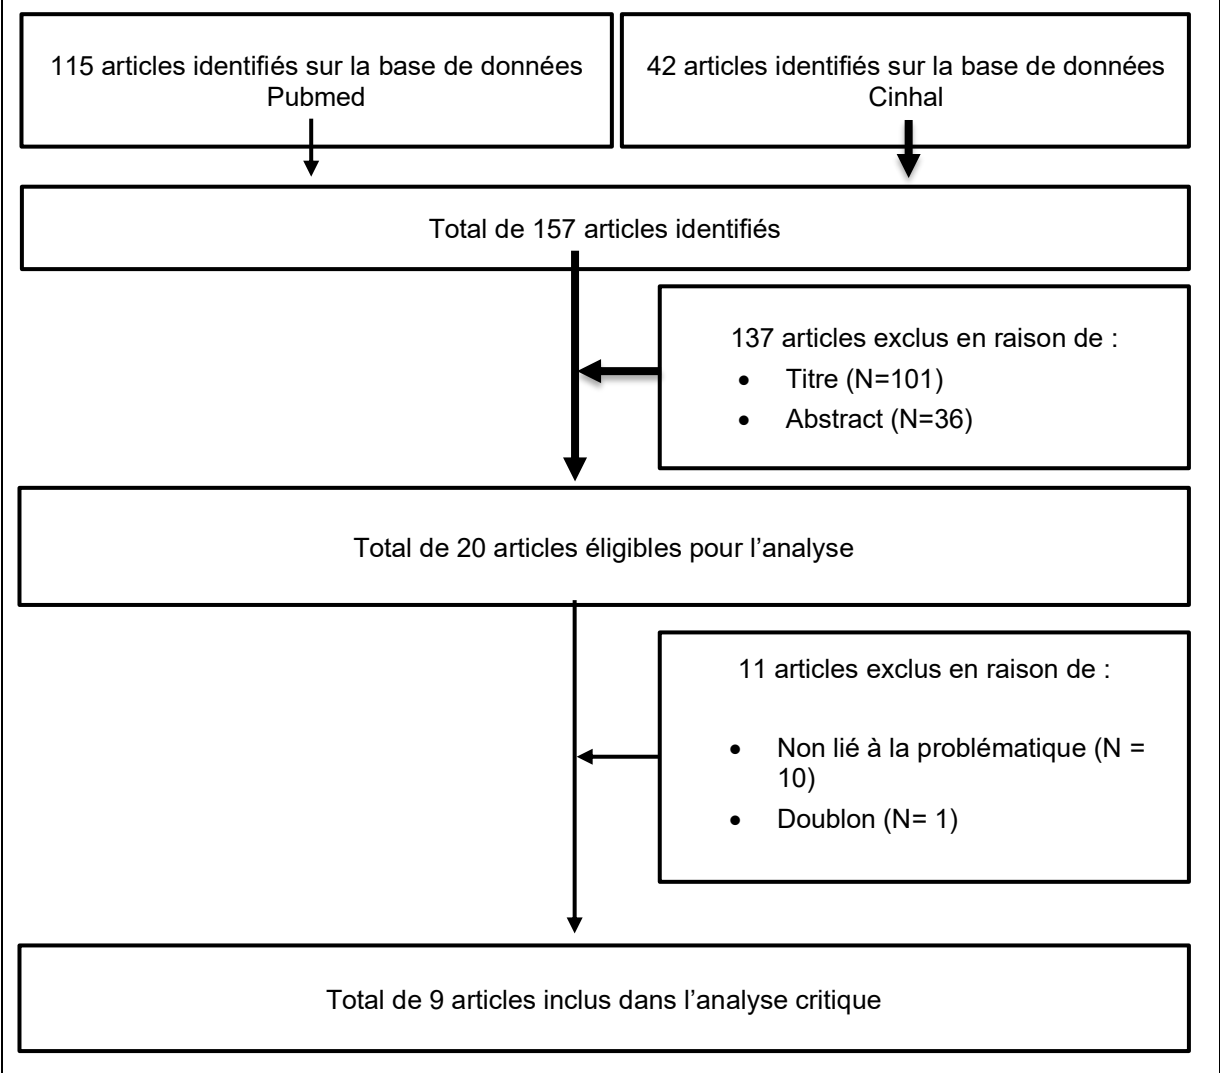 115 articles identifiés sur la base de données
Pubmed
42 articles identifiés sur la base de données
Cinhal
Total de 157 articles identifiés
137 articles exclus en raison de :
• Titre (N=101)
• Abstract (N=36)
Total de 20 articles éligibles pour l’analyse
11 articles exclus en raison de :
• Non lié à la problématique (N =
10)
• Doublon (N= 1)
Total de 9 articles inclus dans l’analyse critique